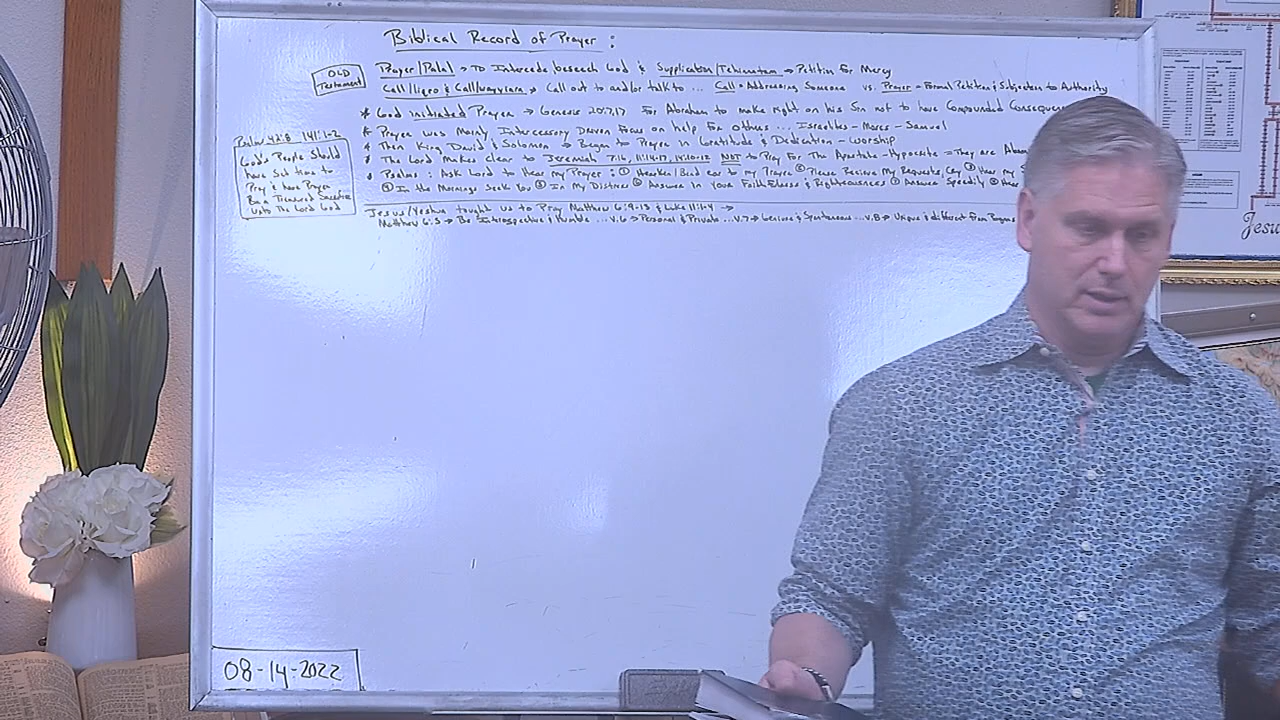 Biblical Record of Prayer :
OLD
Testament
Prayer/Palal - Intercede/beseech God & Supplication/Tehinnatam → Petition For Mercy
Call/Iigro & Call/ → Call out to and/or talk to ... Call = Addressing Someone vs. Prayer = Formal Petition & Subjection to Authority
* God initiated Prayer → Genesis 20:7,17 For Abraham to make right on his Sin not to have Compounded
* Prayer was Mainly Intercessory Driven Focus on help For others ... Israelites - Moses - Samuel
* Then King David & Solomon → Began to Prayer in Gratitude & Dedication - Worship
* The Lord Makes clear to Jeremiah 7:16, 11:14-17, 14:10-12 NOT to Pray For The Apostate - Hypocrite = They are
* Psalms : Ask Lord to Hear my Prayer : ① Hearken/Bend ear to my Prayer ② Please Recieve My Requests, Cry ③ Hear my
④ In the Mornings Seek You ⑤ In My Distress ⑥ Answer in Your Faithfulness & Righteousness ⑦ Answer Speedily ⑧ Hear
Psalm 42:8 141:1-2
God's People Should
have Set time to
Pray & have Prayer
Be a Treasured Sacrifice
Unto The Lord God
Jesus/Yeshua taught us to Pray Matthew 6:9-13 & Luke 11:1-4 →
Matthew 6:5 → Be Introspective & Humble ... v.6 → Personal & Private ... v.7 → Genuine & Spontaneous ... v.8 → Unique & different From Pagans
08-14-2022
Jesu